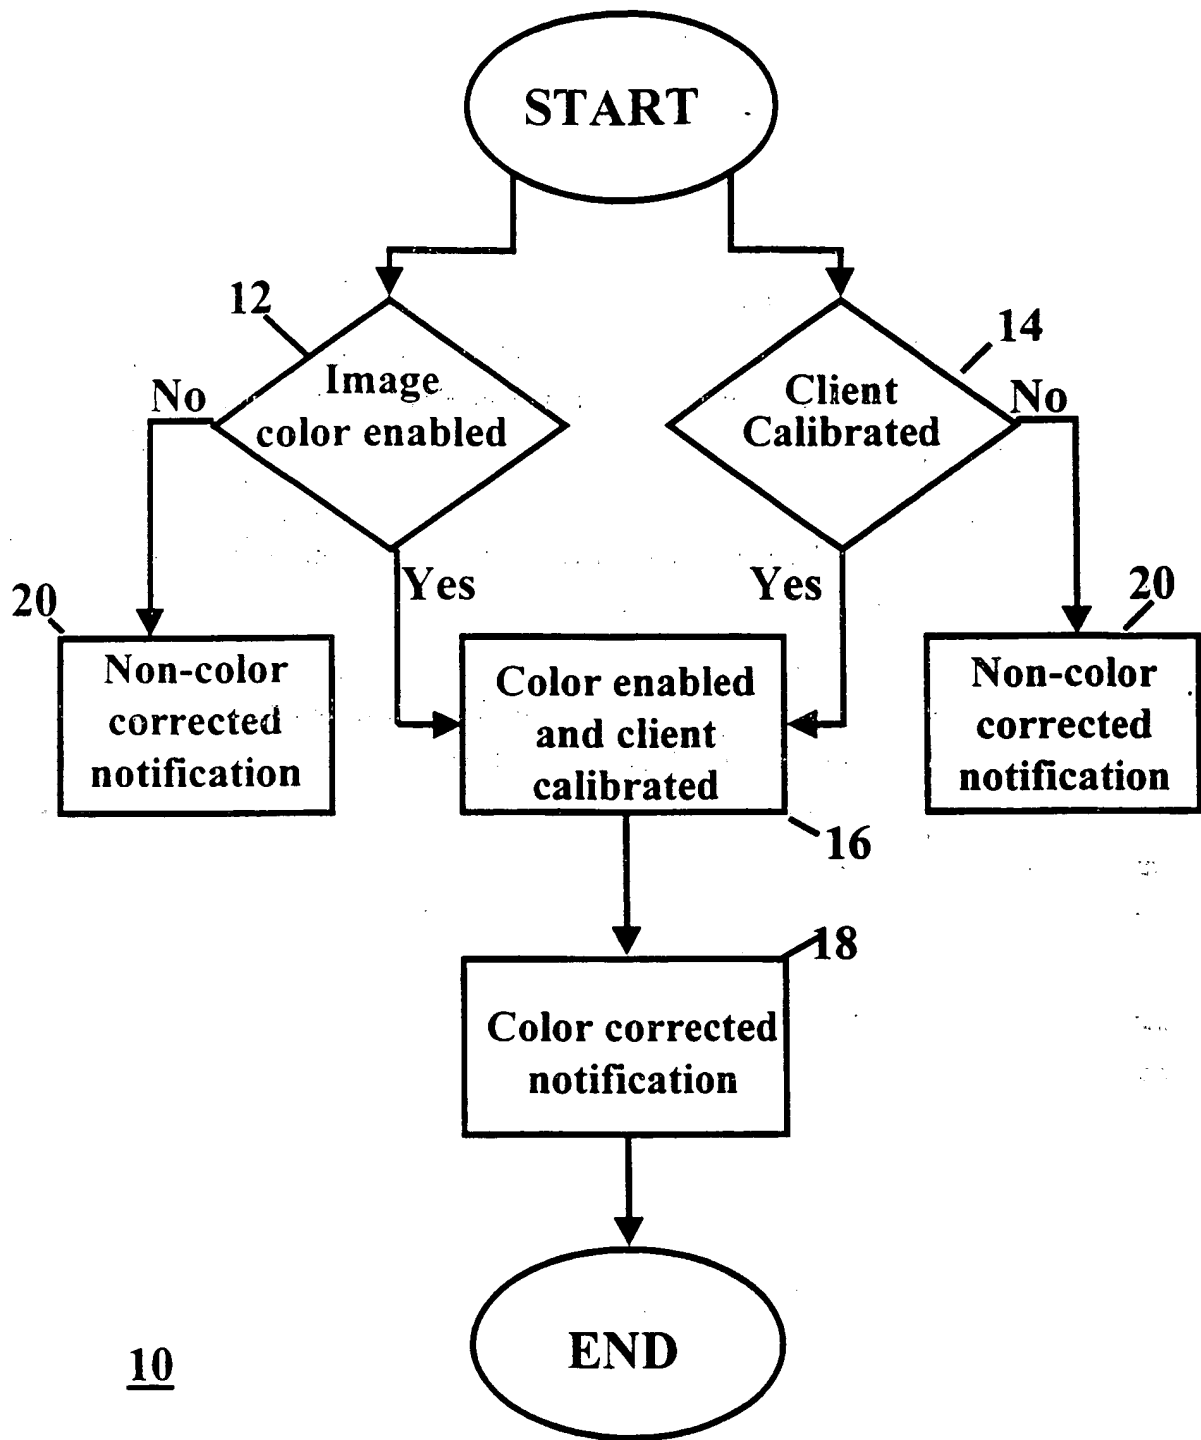 START
12
14
No
Image
color enabled
Client
Calibrated
No
Yes
Yes
20
20
Non-color
corrected
notification
Color enabled
and client
calibrated
Non-color
corrected
notification
16
18
Color corrected
notification
END
10